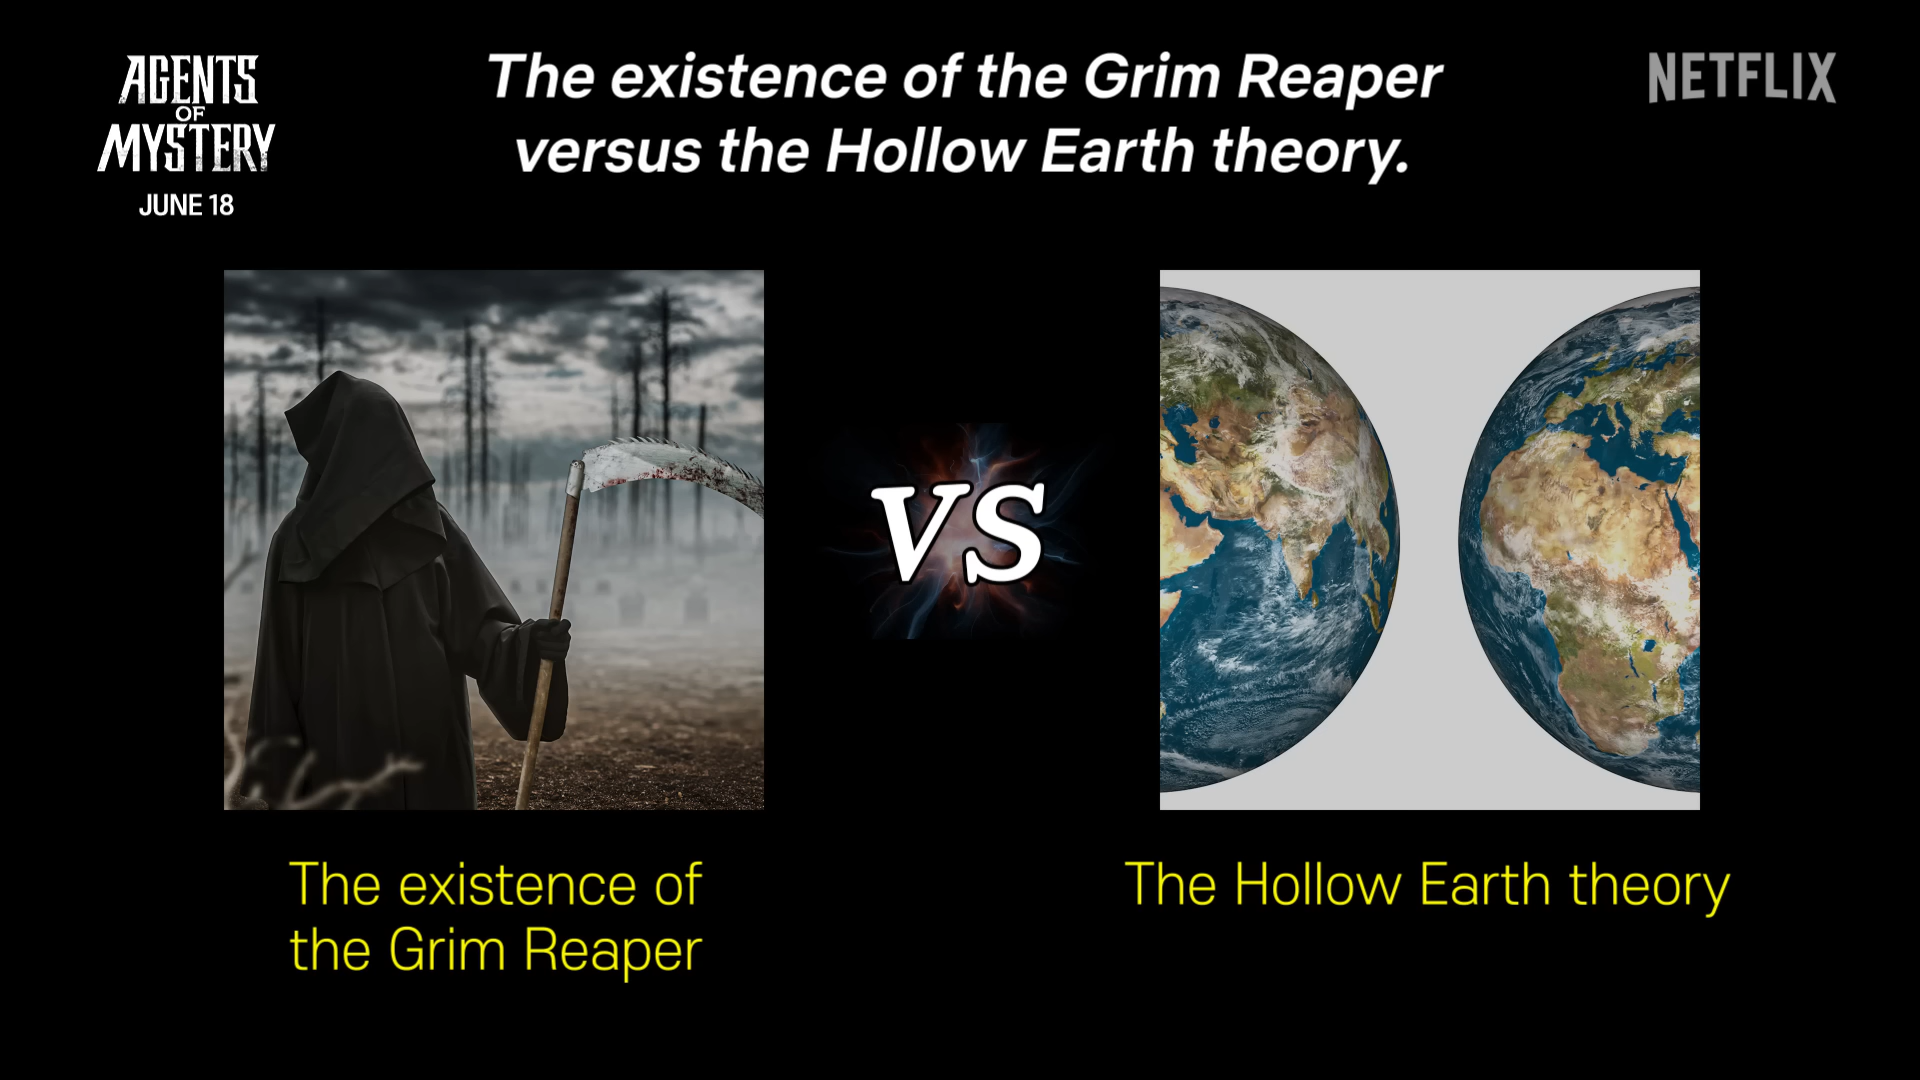 AGENTS
OF
MYSTERY
JUNE 18
The existence of the Grim Reaper
versus the Hollow Earth theory.
NETFLIX
VS
The existence of
the Grim Reaper
The Hollow Earth theory